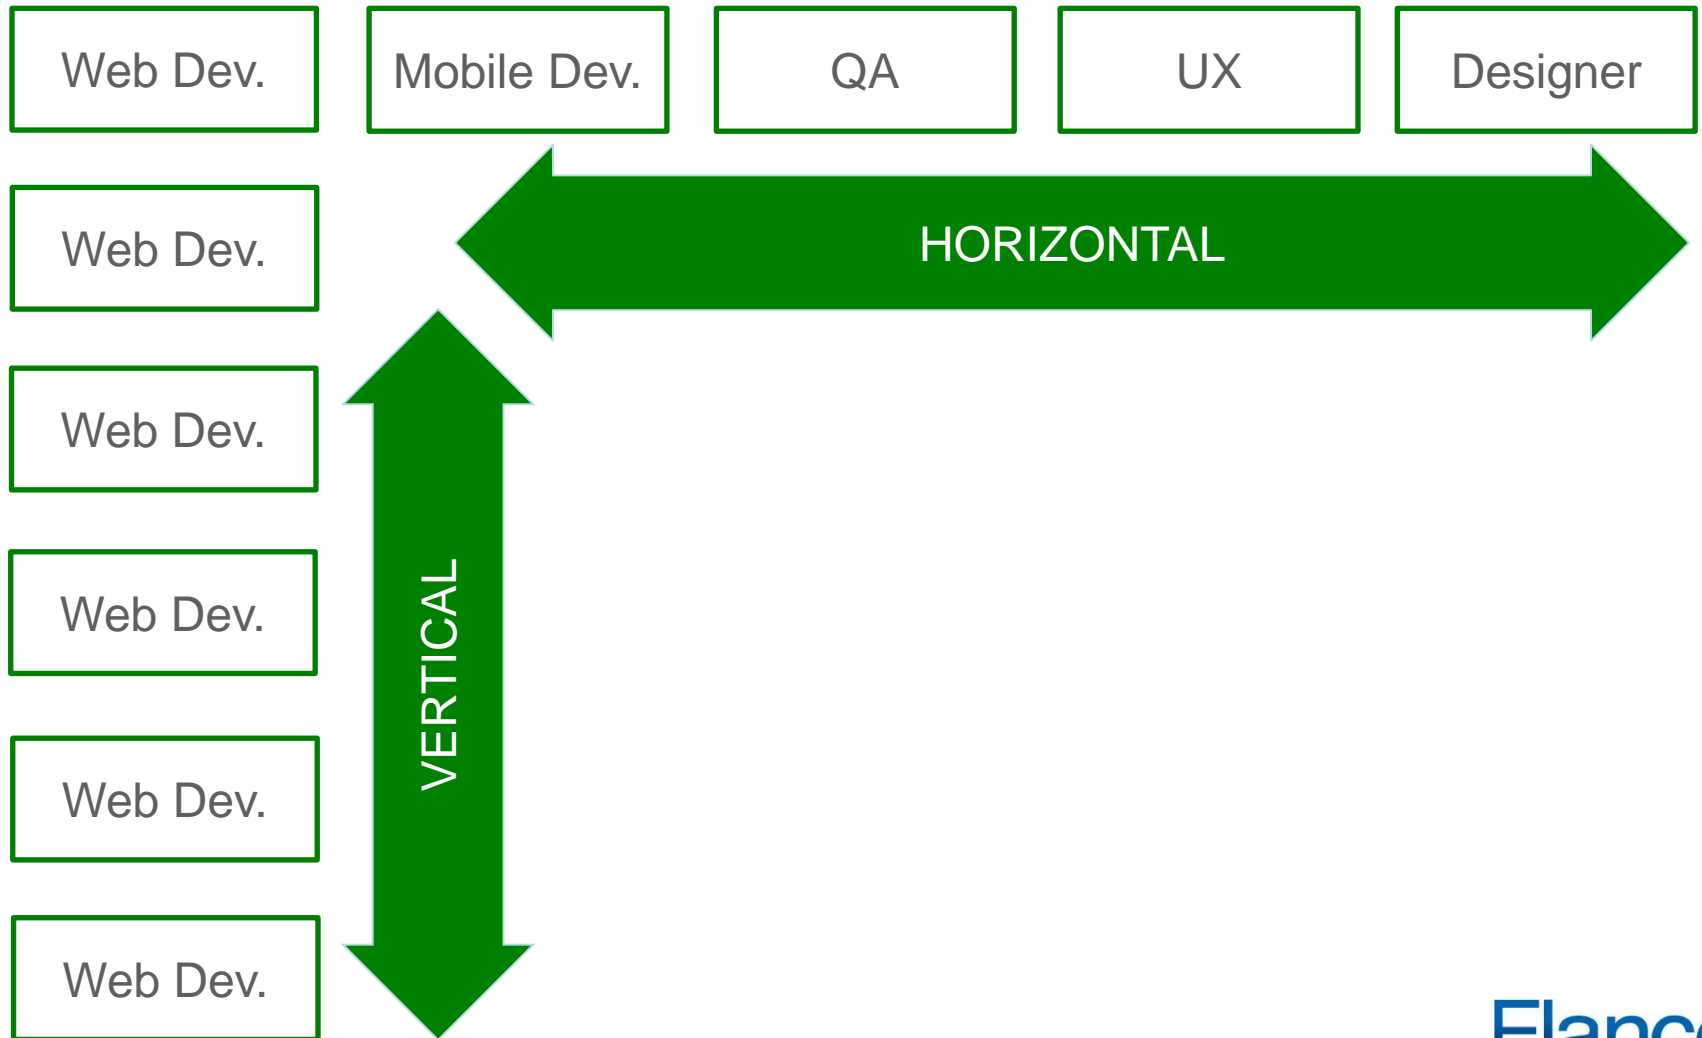 Web Dev.
Mobile Dev.
QA
UX
Designer
Web Dev.
HORIZONTAL
Web Dev.
Web Dev.
VERTICAL
Web Dev.
Web Dev.
Elance